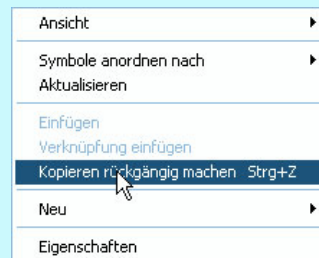 Ansicht
Symbole anordnen nach
Aktualisieren
Einfügen
Verknüpfung einfügen
Kopieren rückgängig machen Strg+Z
Neu
Eigenschaften